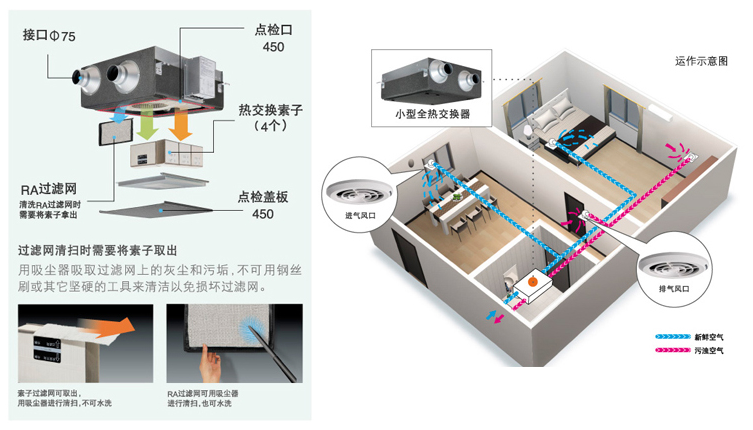 接口Φ75
点检口
450
热交换素子
（4个）
RA过滤网
清洗RA过滤网时
需要将素子拿出
点检盖板
450
过滤网清扫时需要将素子取出
用吸尘器吸取过滤网上的灰尘和污垢,不可用钢丝
刷或其它坚硬的工具来清洁以免损坏过滤网。
素子过滤网可取出,
用吸尘器进行清扫,不可水洗
RA过滤网可用吸尘器
进行清扫,也可水洗
运作示意图
小型全热交换器
进气风口
排气风口
新鲜空气
污浊空气